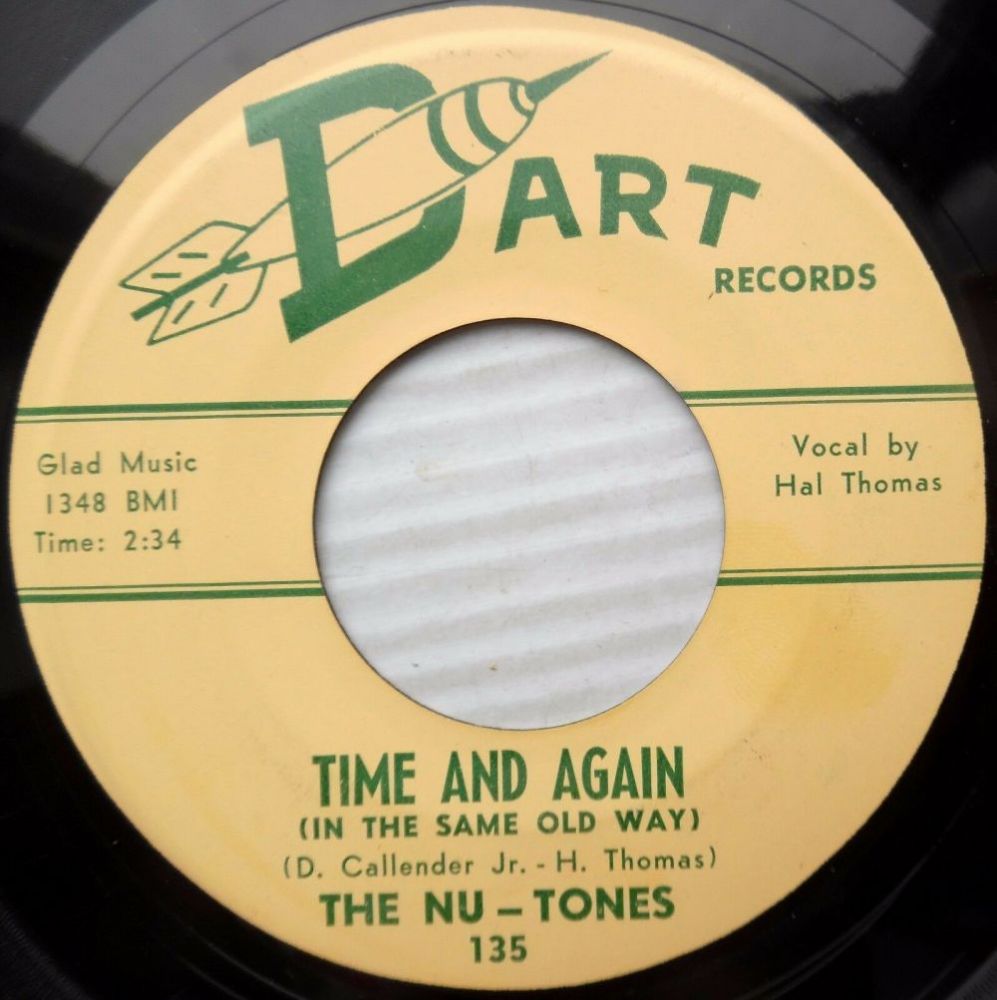 DART
RECORDS
Glad Music
1348 BMI
Time: 2:34
Vocal by
Hal Thomas
TIME AND AGAIN
(IN THE SAME OLD WAY)
(D. Callender Jr. - H. Thomas)
THE NU - TONES
135